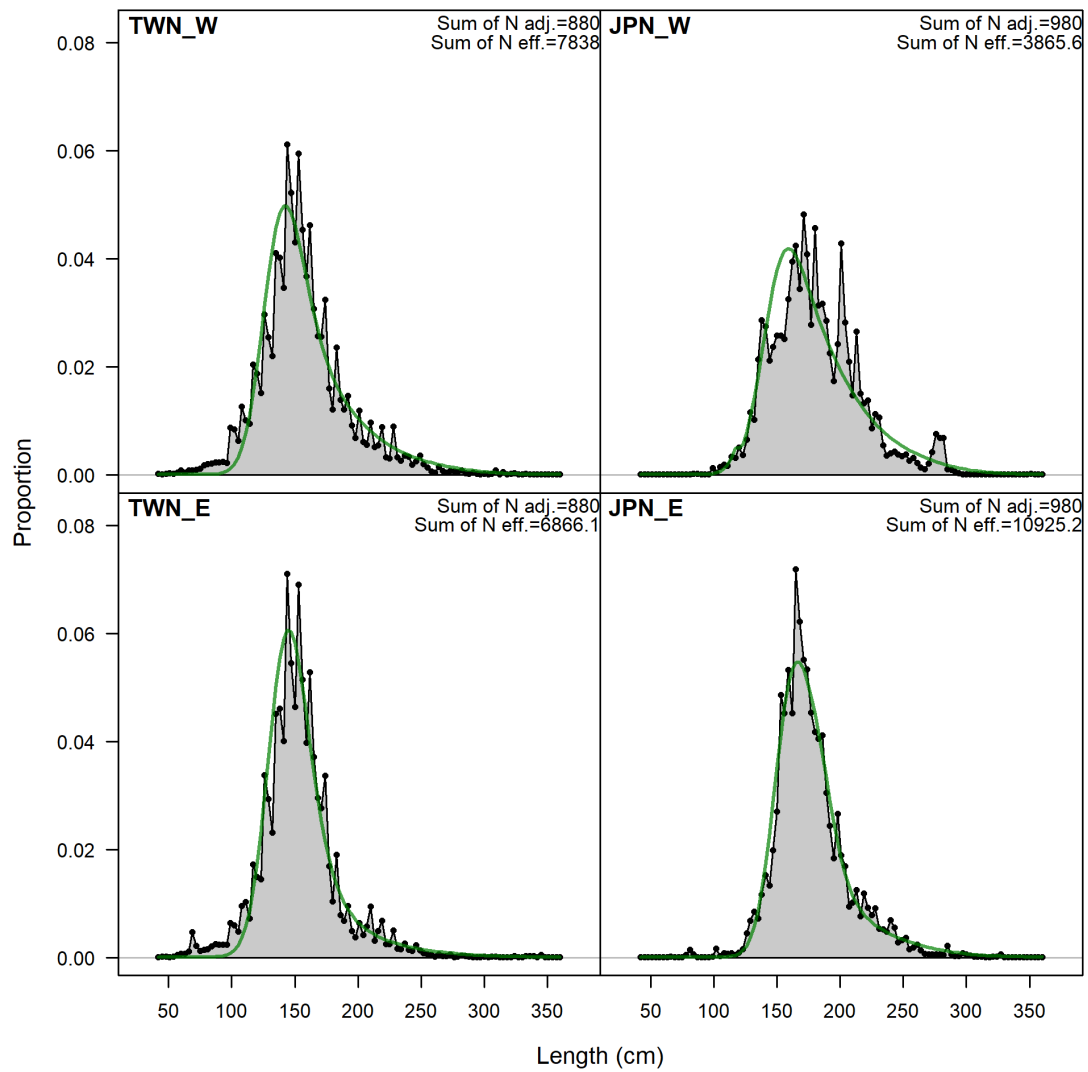 TWN_W
Sum of N adj.=880
Sum of N eff.=7838
JPN_W
Sum of N adj.=980
Sum of N eff.=3865.6
0.08
0.06
0.04
0.02
0.00
TWN_E
Sum of N adj.=880
Sum of N eff.=6866.1
JPN_E
Sum of N adj.=980
Sum of N eff.=10925.2
0.08
0.06
0.04
0.02
0.00
Proportion
50 100 150 200 250 300 350 50 100 150 200 250 300 350
Length (cm)